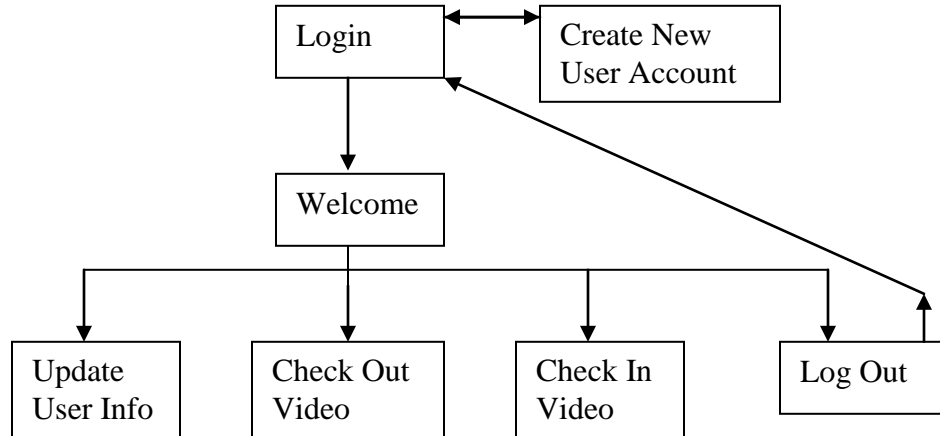 Login
Create New
User Account
Welcome
Update
User Info
Check Out
Video
Check In
Video
Log Out